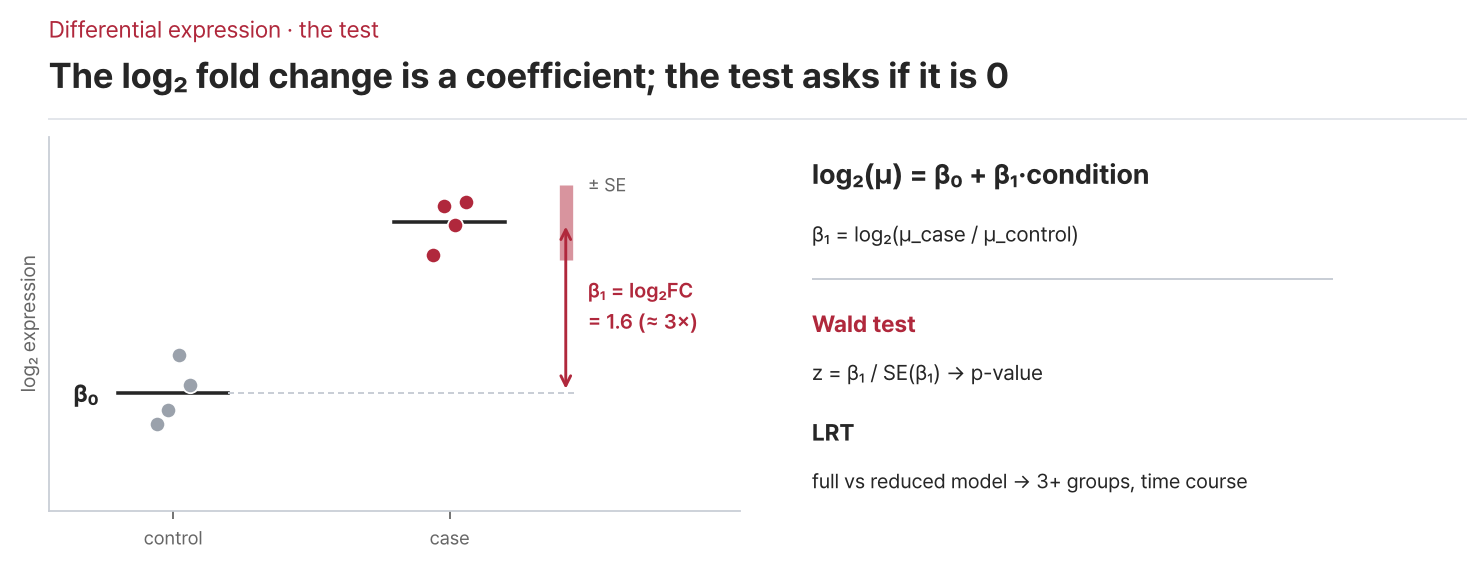 Differential expression · the test
The log₂ fold change is a coefficient; the test asks if it is 0
± SE
β₁ = log₂FC
= 1.6 (≈ 3×)
log₂ expression
β₀
control
case
log₂(μ) = β₀ + β₁·condition
β₁ = log₂(μ_case / μ_control)
Wald test
z = β₁ / SE(β₁) → p-value
LRT
full vs reduced model → 3+ groups, time course